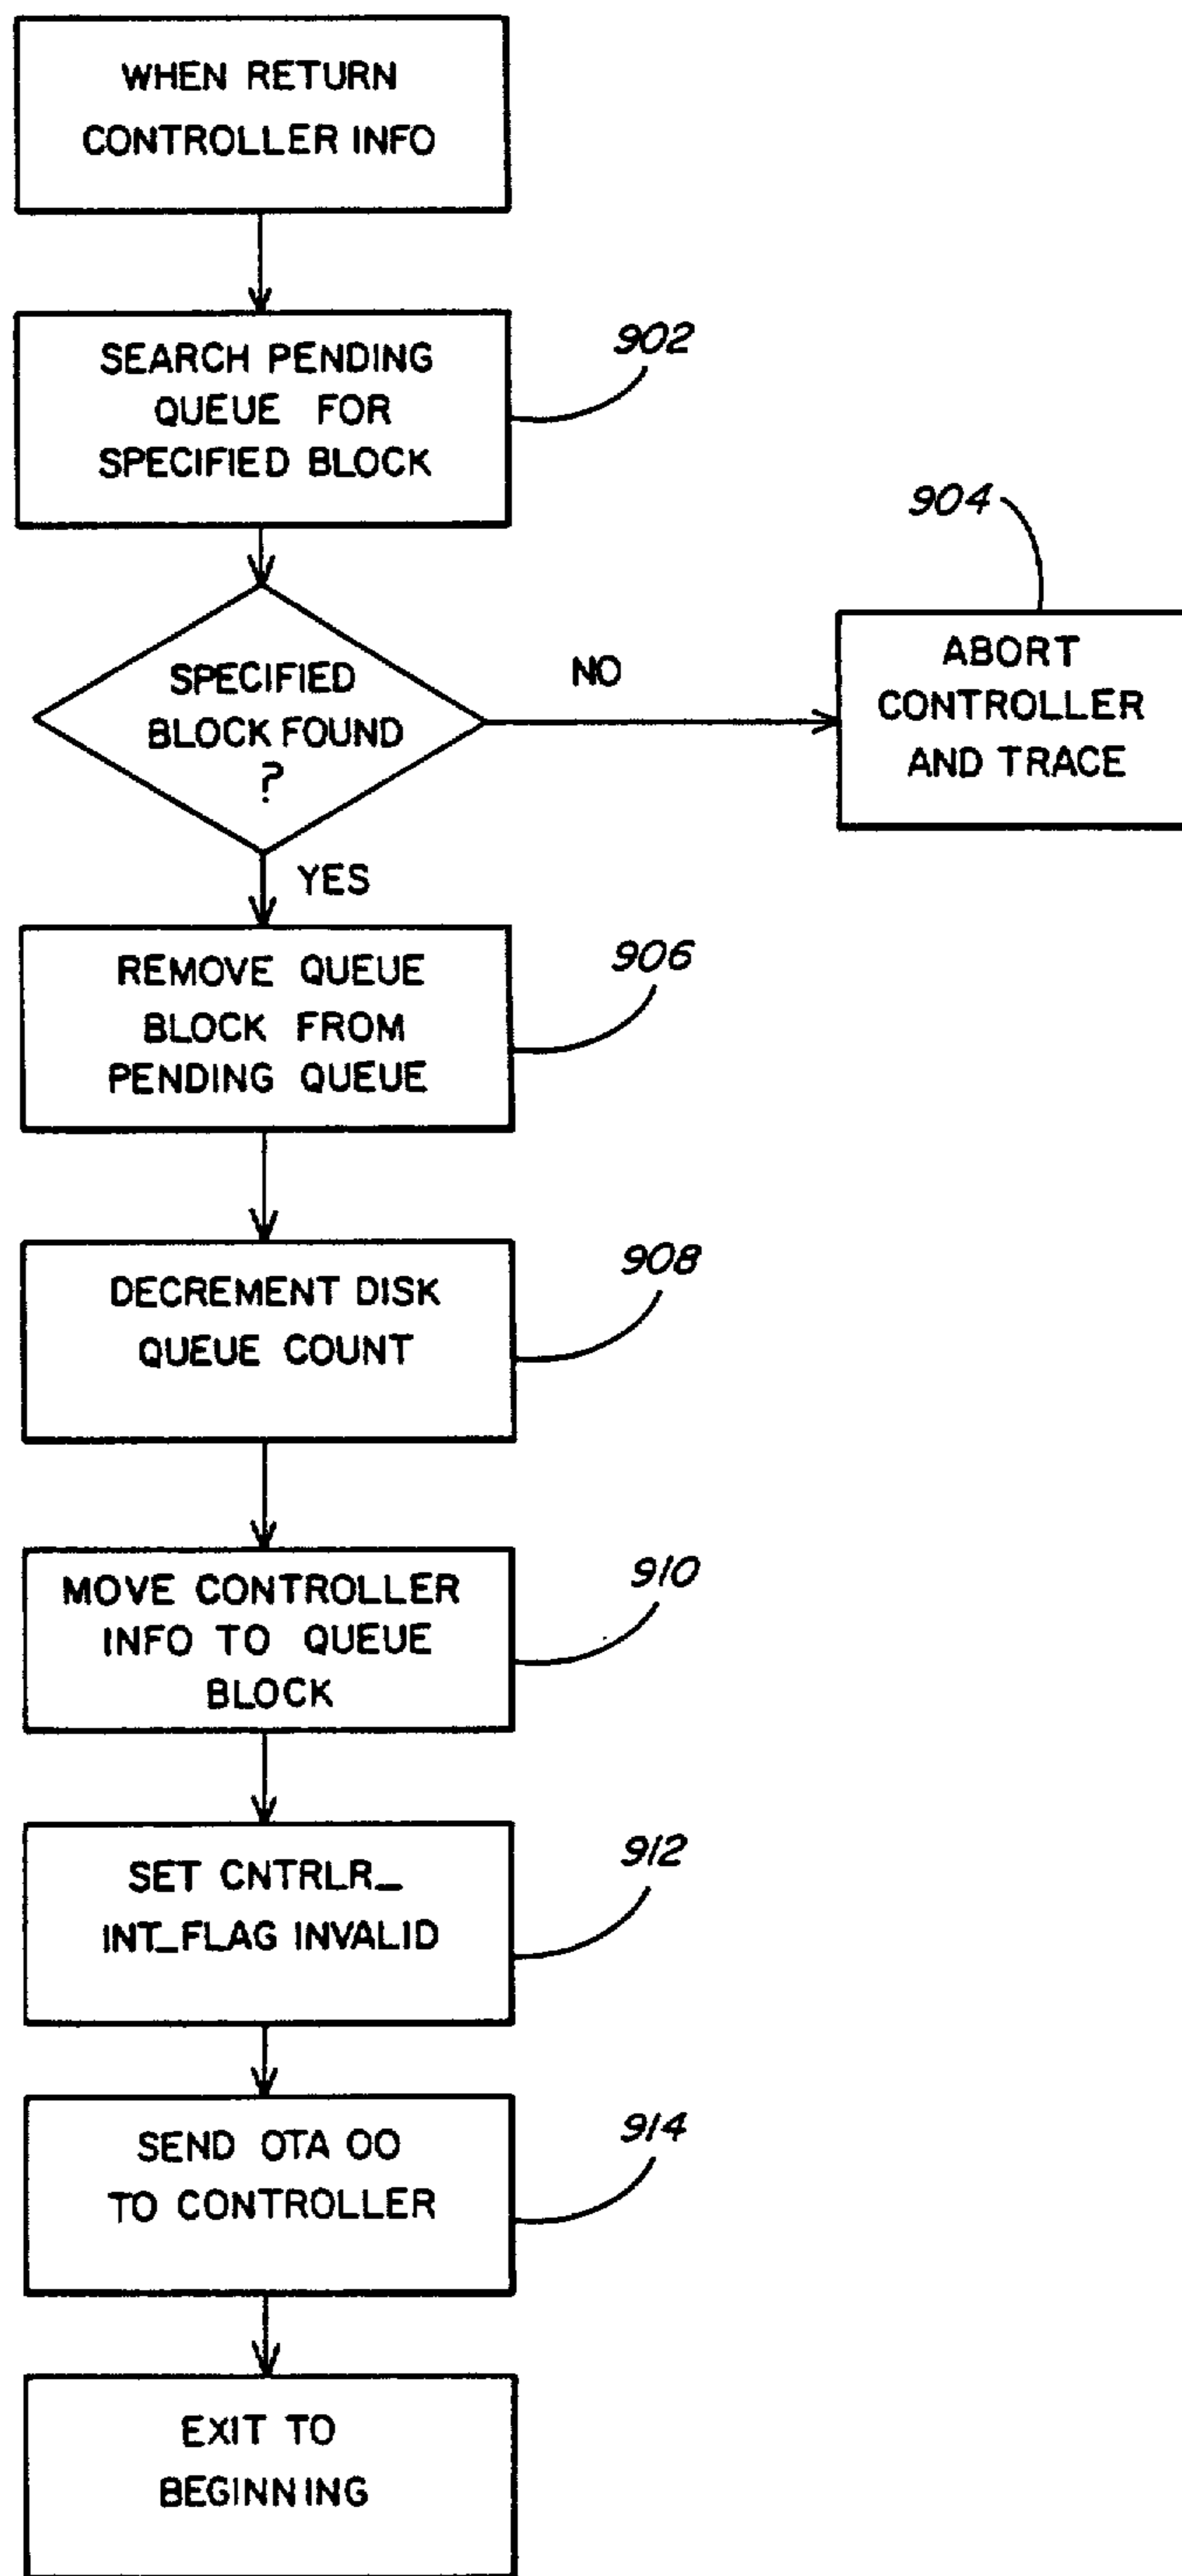 WHEN RETURN
CONTROLLER INFO
SEARCH PENDING
QUEUE FOR
SPECIFIED BLOCK
902
904
SPECIFIED
BLOCK FOUND
?
NO
ABORT
CONTROLLER
AND TRACE
YES
REMOVE QUEUE
BLOCK FROM
PENDING QUEUE
906
DECREMENT DISK
QUEUE COUNT
908
MOVE CONTROLLER
INFO TO QUEUE
BLOCK
910
SET CNTRLR_
INT_FLAG INVALID
912
SEND OTA 00
TO CONTROLLER
914
EXIT TO
BEGINNING